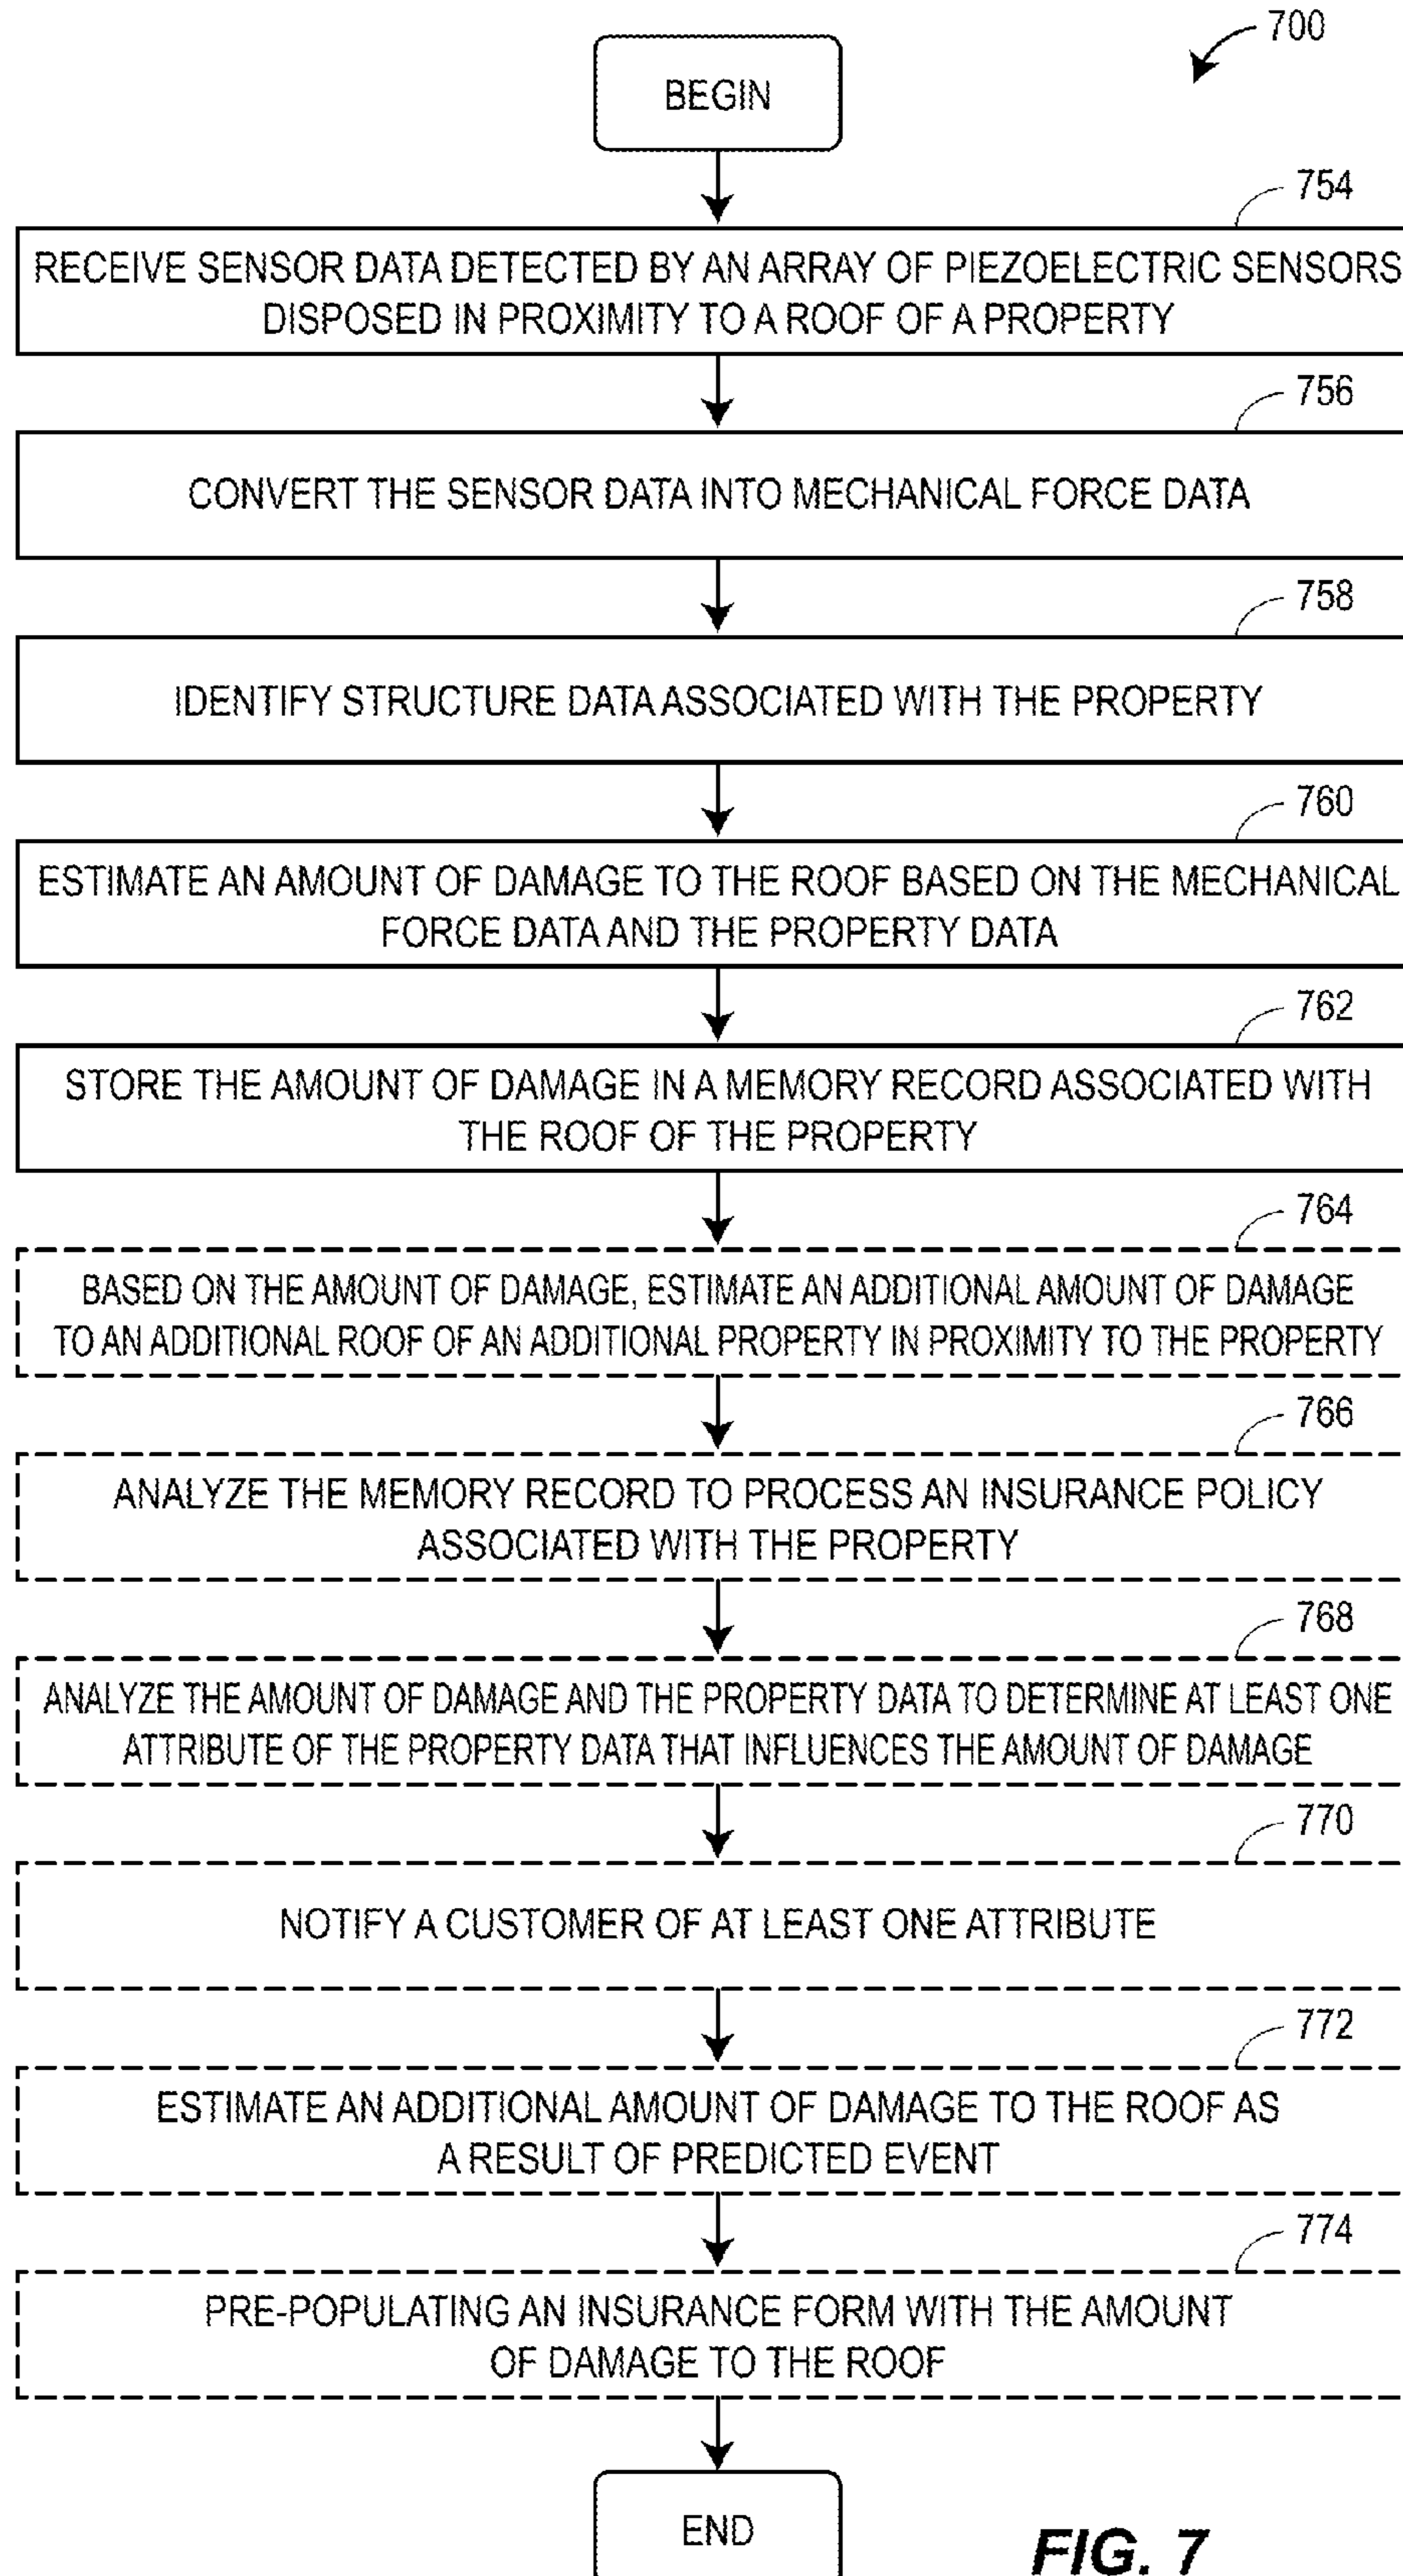 700
BEGIN
754
RECEIVE SENSOR DATA DETECTED BY AN ARRAY OF PIEZOELECTRIC SENSORS
DISPOSED IN PROXIMITY TO A ROOF OF A PROPERTY
756
CONVERT THE SENSOR DATA INTO MECHANICAL FORCE DATA
758
IDENTIFY STRUCTURE DATA ASSOCIATED WITH THE PROPERTY
760
ESTIMATE AN AMOUNT OF DAMAGE TO THE ROOF BASED ON THE MECHANICAL
FORCE DATA AND THE PROPERTY DATA
762
STORE THE AMOUNT OF DAMAGE IN A MEMORY RECORD ASSOCIATED WITH
THE ROOF OF THE PROPERTY
764
BASED ON THE AMOUNT OF DAMAGE, ESTIMATE AN ADDITIONAL AMOUNT OF DAMAGE
TO AN ADDITIONAL ROOF OF AN ADDITIONAL PROPERTY IN PROXIMITY TO THE PROPERTY
766
ANALYZE THE MEMORY RECORD TO PROCESS AN INSURANCE POLICY
ASSOCIATED WITH THE PROPERTY
768
ANALYZE THE AMOUNT OF DAMAGE AND THE PROPERTY DATA TO DETERMINE AT LEAST ONE
ATTRIBUTE OF THE PROPERTY DATA THAT INFLUENCES THE AMOUNT OF DAMAGE
770
NOTIFY A CUSTOMER OF AT LEAST ONE ATTRIBUTE
772
ESTIMATE AN ADDITIONAL AMOUNT OF DAMAGE TO THE ROOF AS
A RESULT OF PREDICTED EVENT
774
PRE-POPULATING AN INSURANCE FORM WITH THE AMOUNT
OF DAMAGE TO THE ROOF
END
FIG. 7